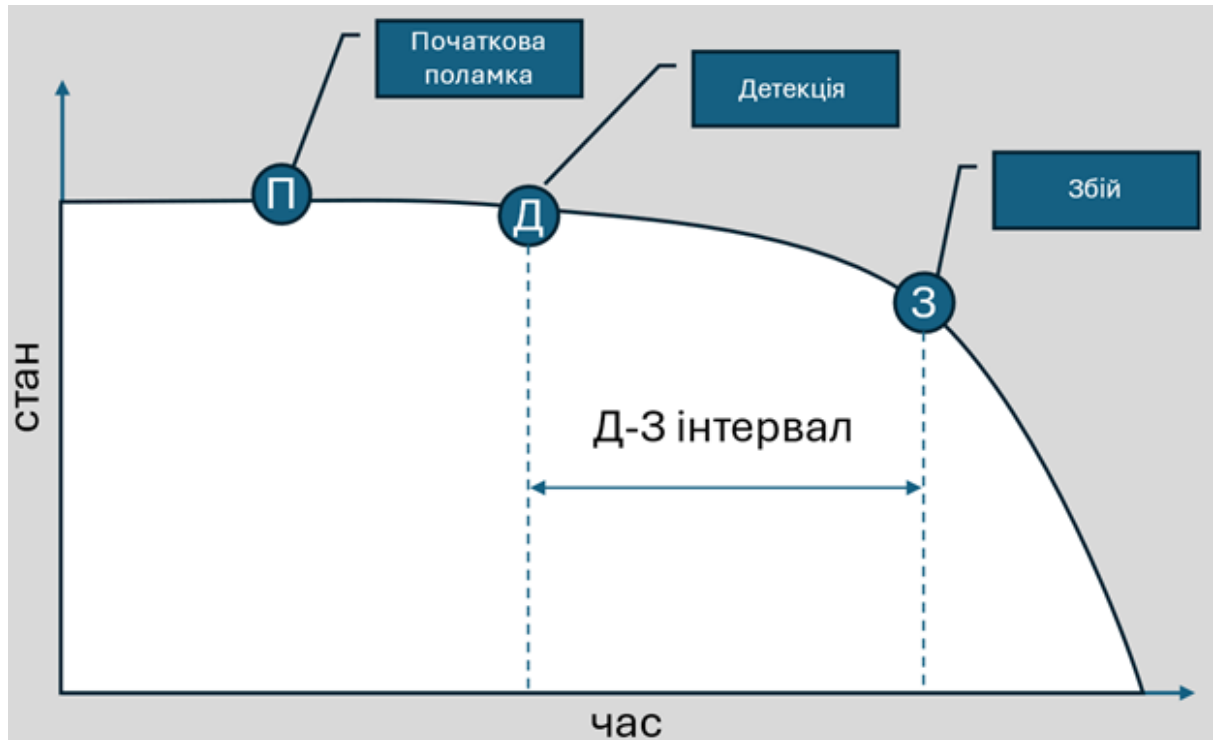 Початкова
поламка
Детекція
Збій
П
Д
З
стан
Д-З інтервал
час